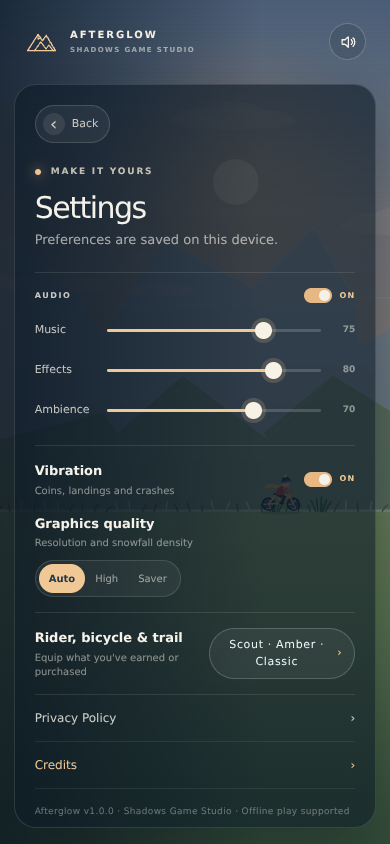 AFTERGLOW
SHADOWS GAME STUDIO
Back
MAKE IT YOURS
Settings
Preferences are saved on this device.
AUDIO
ON
Music
75
Effects
80
Ambience
70
Vibration
Coins, landings and crashes
ON
Graphics quality
Resolution and snowfall density
Auto
High
Saver
Rider, bicycle & trail
Equip what you've earned or
purchased
Scout · Amber ·
Classic
Privacy Policy
Credits
Afterglow v1.0.0 · Shadows Game Studio · Offline play supported